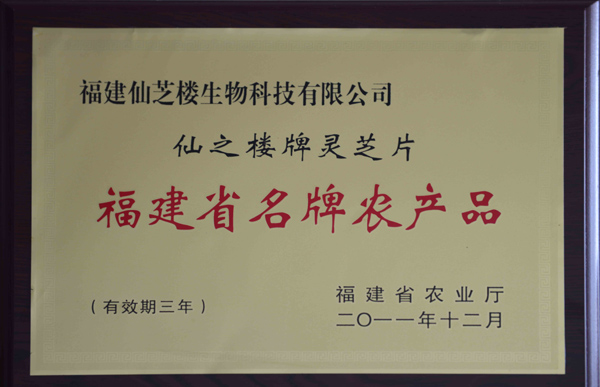 福建仙芝楼生物科技有限公司
仙之楼牌灵芝片
福建省名牌农产品
(有效期三年)
福建省农业厅
二〇一一年十二月